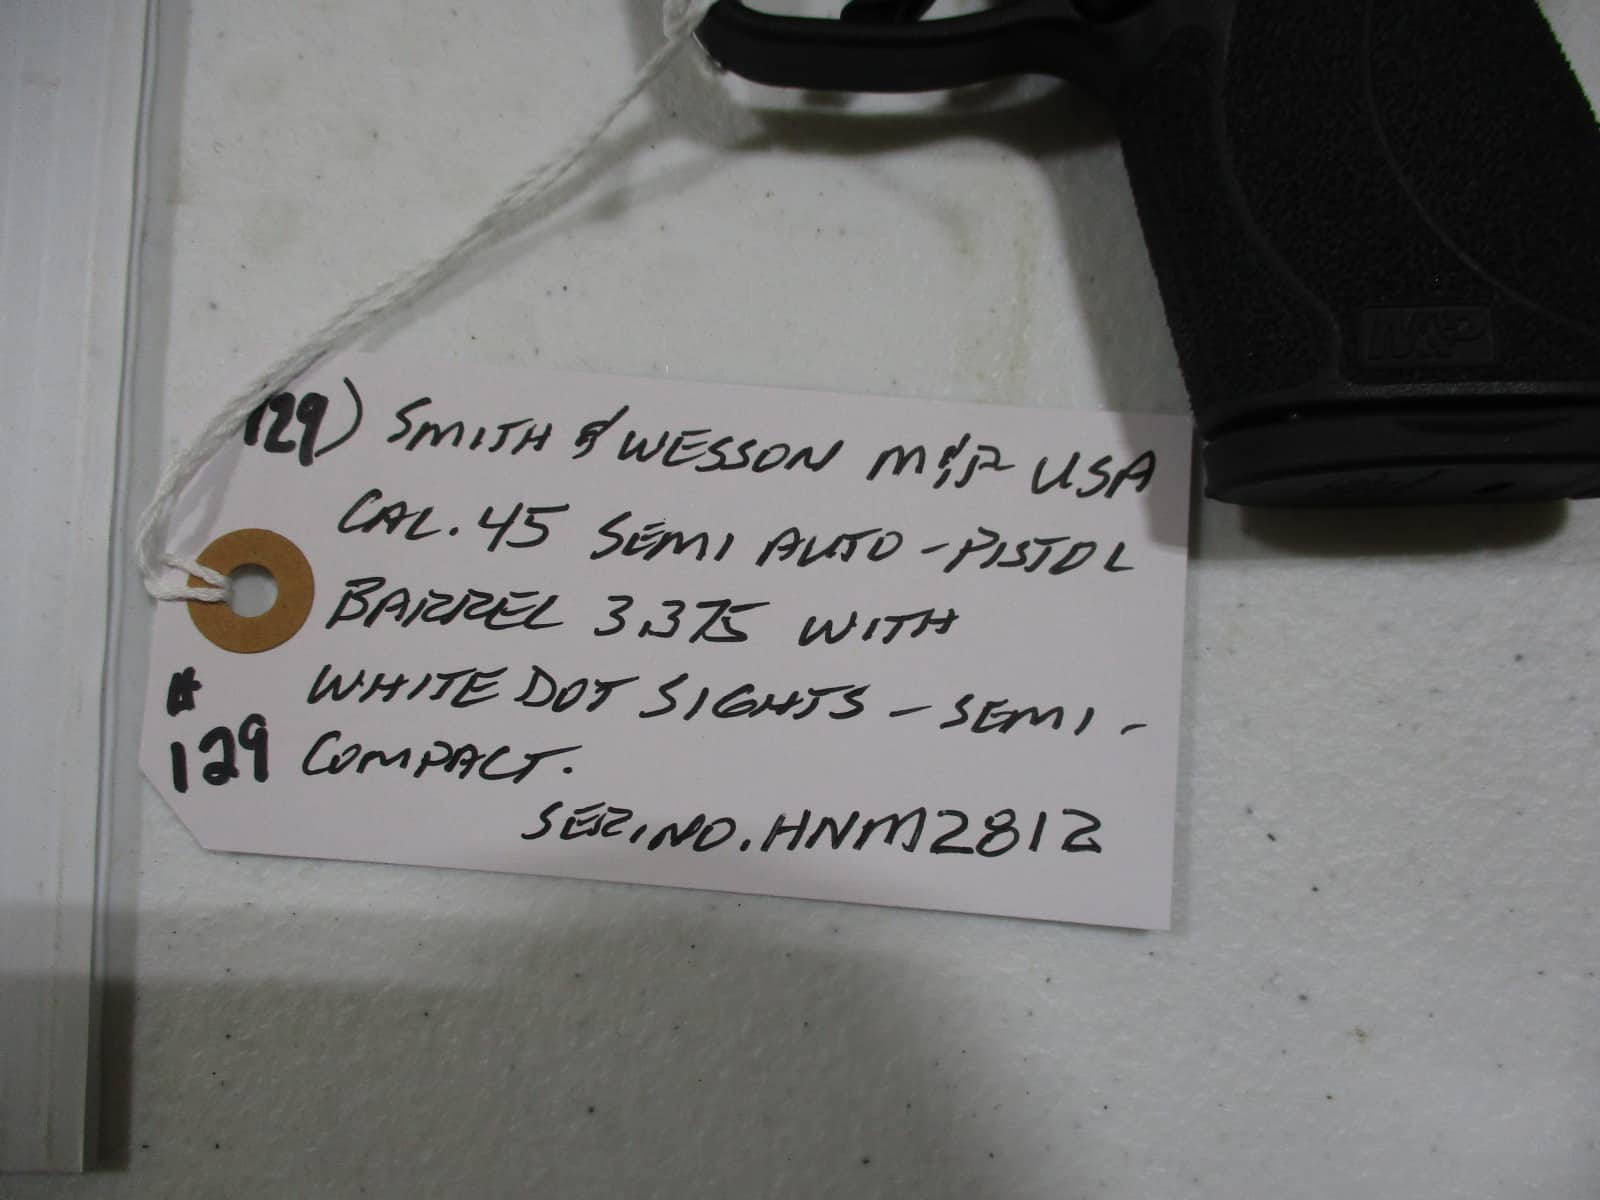 129) SMITH & WESSON M&P USA
CAL. 45 SEMI AUTO - PISTOL
BARREL 3.375 WITH
WHITE DOT SIGHTS - SEMI -
COMPACT.
SER. NO. HNM2812
# 129
M&P